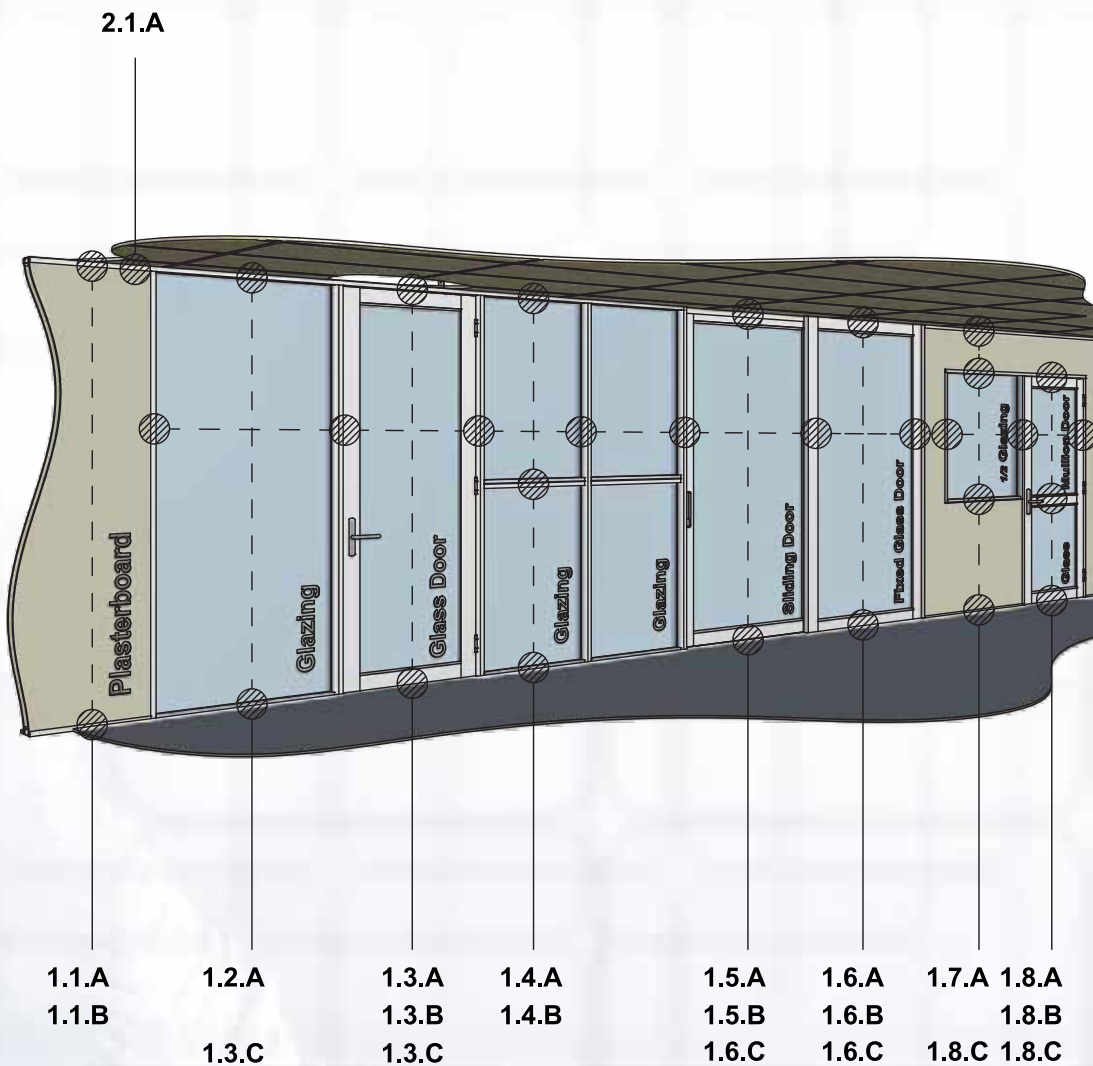 2.1.A
Plasterboard
Glazing
Glass Door
Glazing
Glazing
Sliding Door
Fixed Glass Door
1/2 Glazing
Mullion Door
Glass
1.1.A 1.2.A 1.3.A 1.4.A 1.5.A 1.6.A 1.7.A 1.8.A
1.1.B 1.3.B 1.4.B 1.5.B 1.6.B 1.8.B
1.3.C 1.3.C 1.6.C 1.6.C 1.8.C 1.8.C